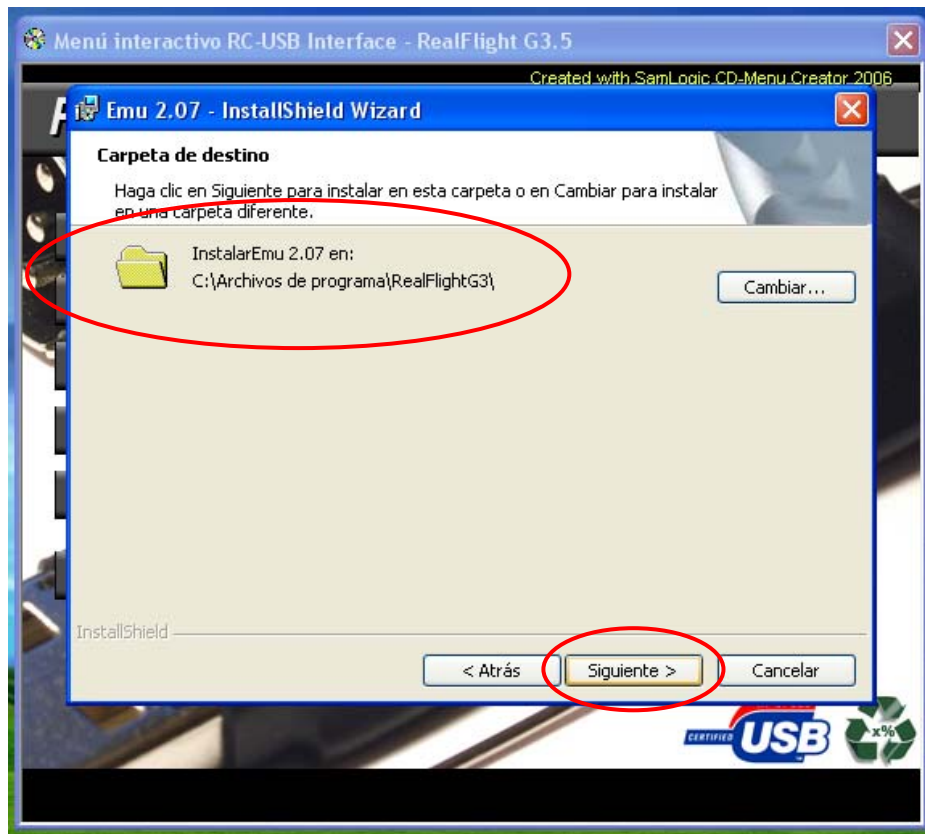 Menú interactivo RC-USB Interface - RealFlight G3.5
Created with SamLogic CD-Menu Creator 2006
Emu 2.07 - InstallShield Wizard
Carpeta de destino
Haga clic en Siguiente para instalar en esta carpeta o en Cambiar para instalar
en una carpeta diferente.
InstalarEmu 2.07 en:
C:\Archivos de programa\RealFlightG3\
Cambiar...
InstallShield
< Atrás
Siguiente >
Cancelar
CERTIFIED USB
x%